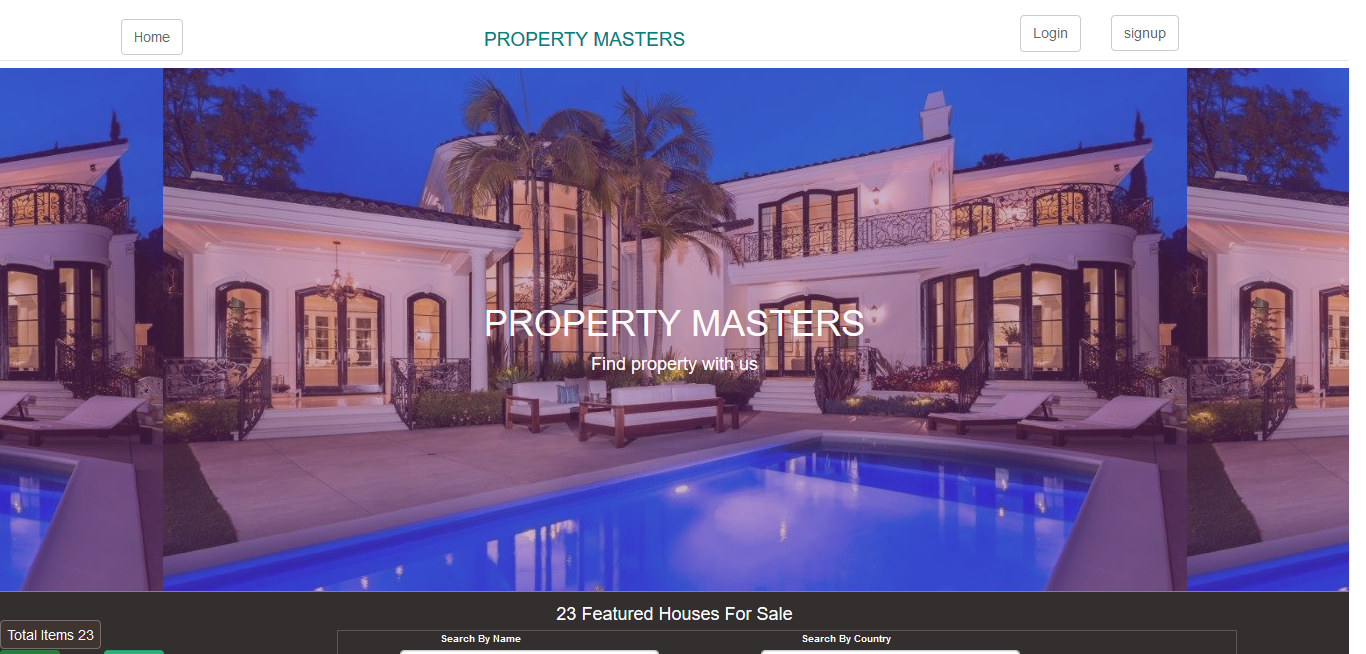 Home
PROPERTY MASTERS
Login
signup
PROPERTY MASTERS
Find property with us
23 Featured Houses For Sale
Total Items 23
Search By Name
Search By Country